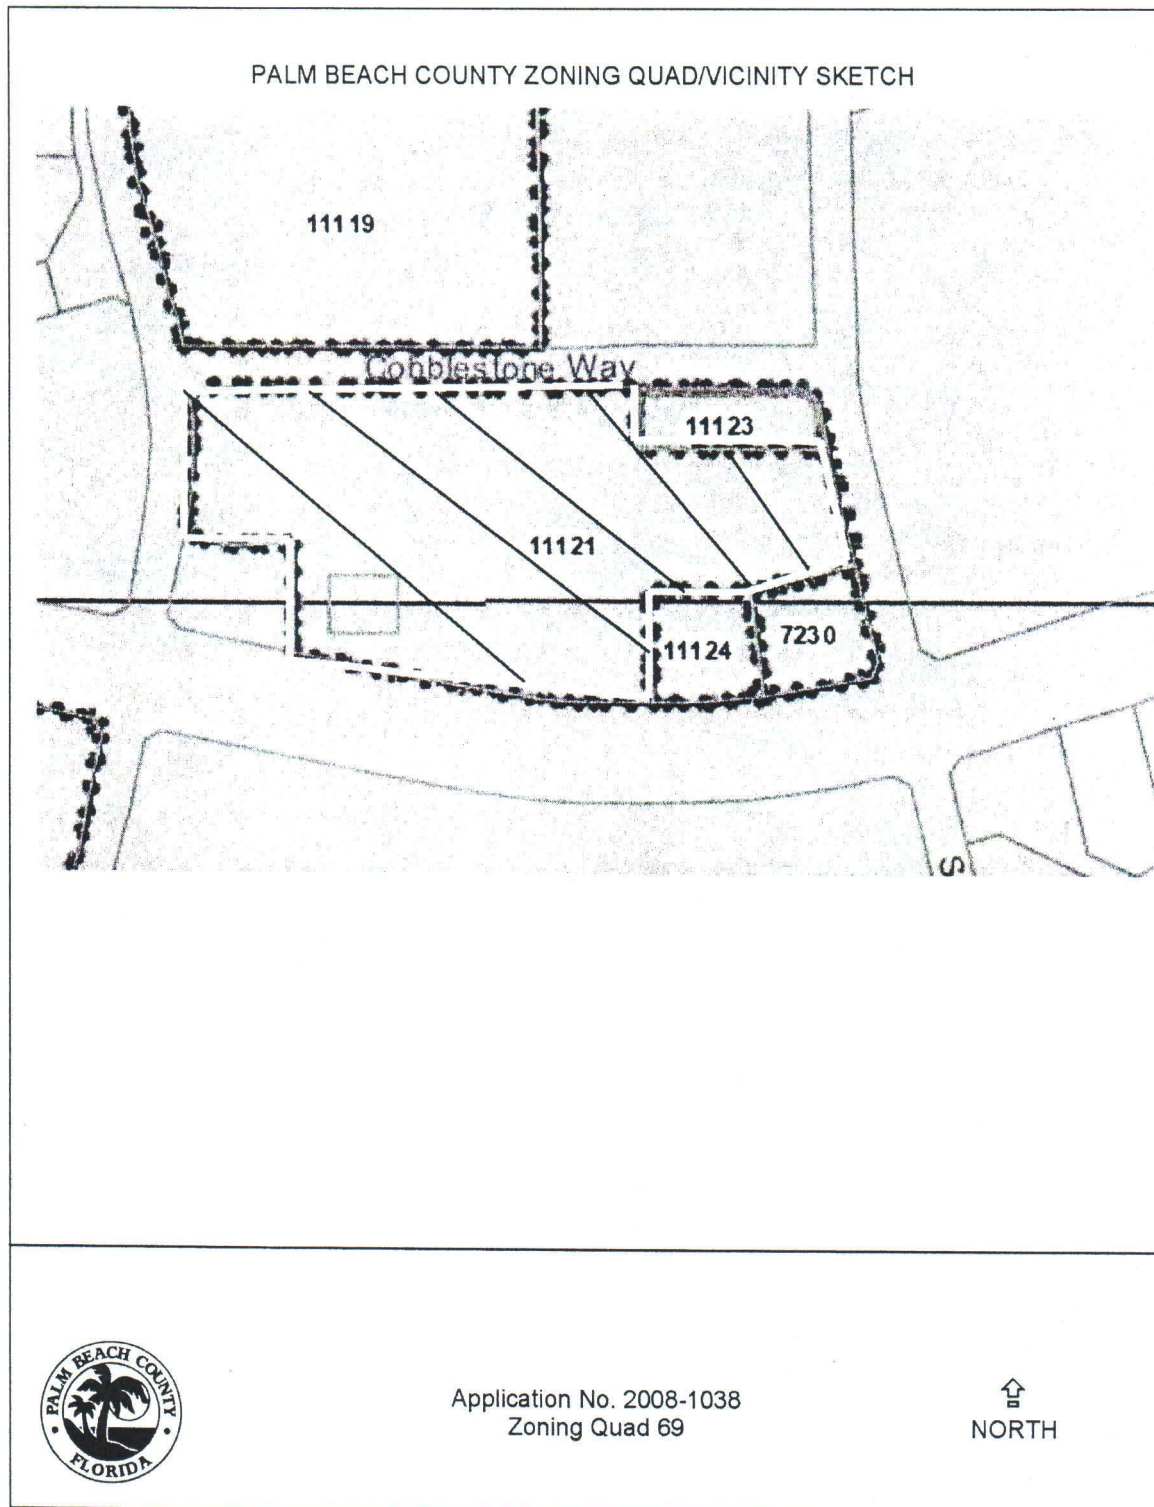 PALM BEACH COUNTY ZONING QUAD/VICINITY SKETCH
11119
Cobblestone Way
11123
11121
11124
7230
S
PALM BEACH COUNTY
FLORIDA
Application No. 2008-1038
Zoning Quad 69
NORTH